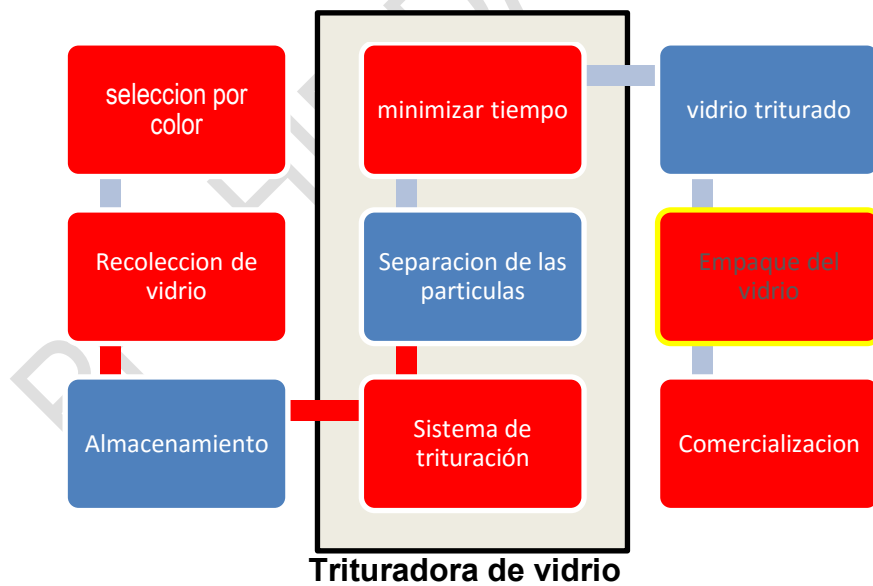 seleccion por
color
Recoleccion de
vidrio
Almacenamiento
minimizar tiempo
Separacion de las
particulas
Sistema de
trituración
vidrio triturado
Empaque del
vidrio
Comercializacion
Trituradora de vidrio